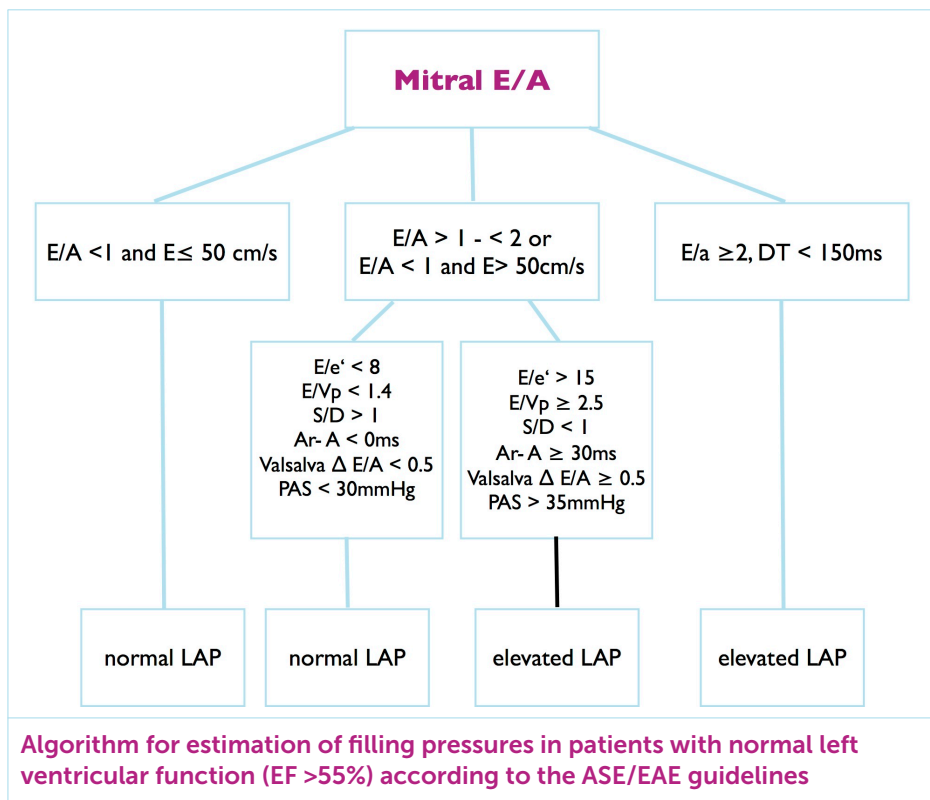 Mitral E/A
E/A <1 and E≤ 50 cm/s
E/A > 1 - < 2 or
E/A < 1 and E> 50cm/s
E/a ≥2, DT < 150ms
E/e‘ < 8
E/Vp < 1.4
S/D > 1
Ar- A < 0ms
Valsalva Δ E/A < 0.5
PAS < 30mmHg
E/e‘ > 15
E/Vp ≥ 2.5
S/D < 1
Ar- A ≥ 30ms
Valsalva Δ E/A ≥ 0.5
PAS > 35mmHg
normal LAP
normal LAP
elevated LAP
elevated LAP
Algorithm for estimation of filling pressures in patients with normal left
ventricular function (EF >55%) according to the ASE/EAE guidelines